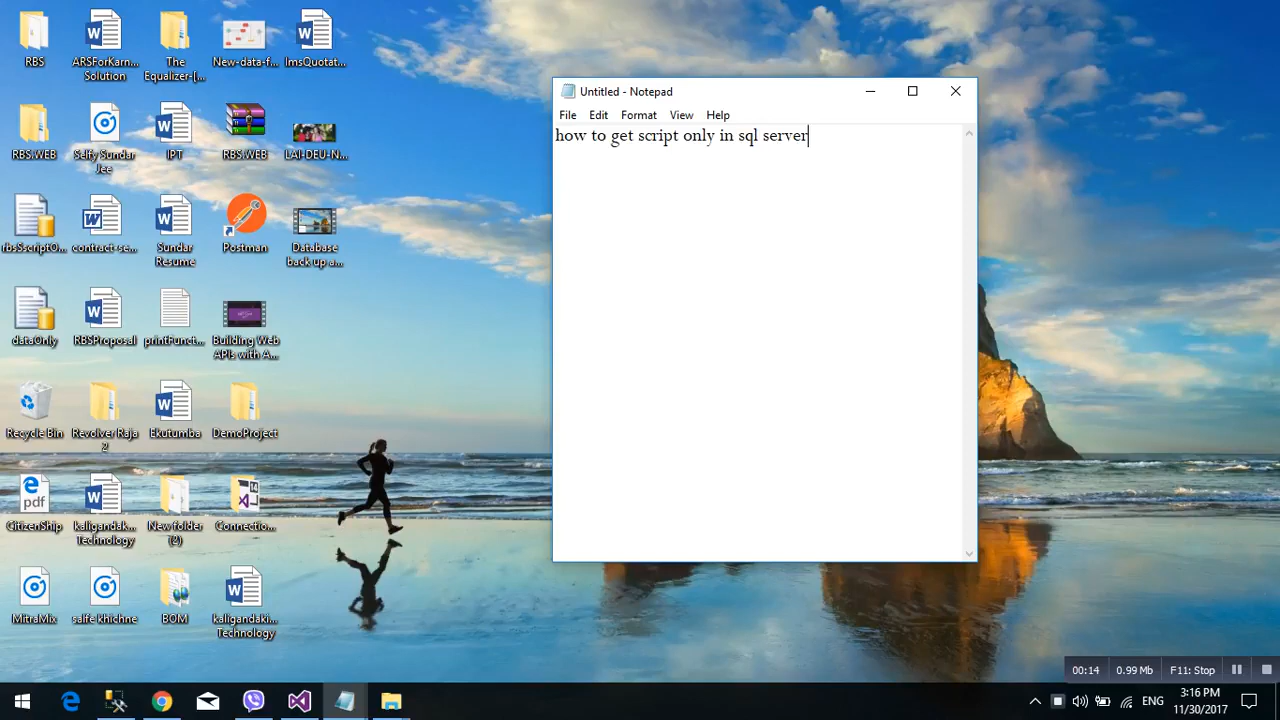 RBS
ARSForKarn...
Solution
The
Equalizer-[...
New-data-f...
lmsQuotat...
RBS.WEB
Selfy Sundar
Jee
IPT
RBS.WEB
LAI-DEU-N...
rbsSscriptO...
contract-se...
Sundar
Resume
Postman
Database
back up a...
dataOnly
RBSProposal
printFunct...
Building Web
APIs with A...
Recycle Bin
Revolver Raja
2
Ekutumba
DemoProject
pdf
CitizenShip
kaligandak...
Technology
New folder
(2)
Connectio...
MitraMix
saife khichne
BOM
kaligandaki
Technology
Untitled - Notepad
File Edit Format View Help
how to get script only in sql server
00:14 0.99 Mb F11: Stop
ENG
3:16 PM
11/30/2017